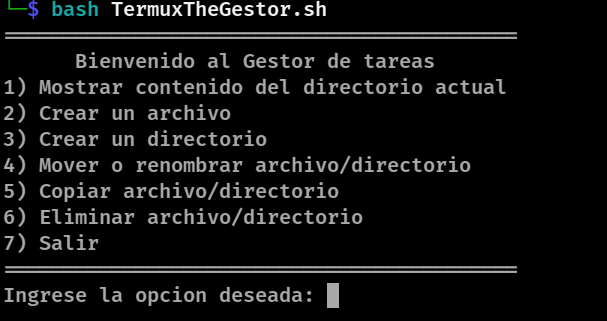 └─$ bash TermuxTheGestor.sh
===========================================
Bienvenido al Gestor de tareas
1) Mostrar contenido del directorio actual
2) Crear un archivo
3) Crear un directorio
4) Mover o renombrar archivo/directorio
5) Copiar archivo/directorio
6) Eliminar archivo/directorio
7) Salir
===========================================
Ingrese la opcion deseada: